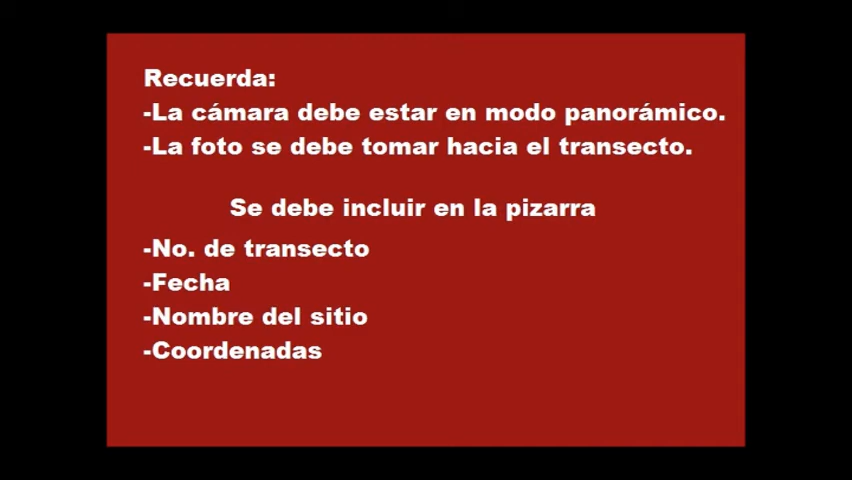 Recuerda:
-La cámara debe estar en modo panorámico.
-La foto se debe tomar hacia el transecto.
Se debe incluir en la pizarra
-No. de transecto
-Fecha
-Nombre del sitio
-Coordenadas